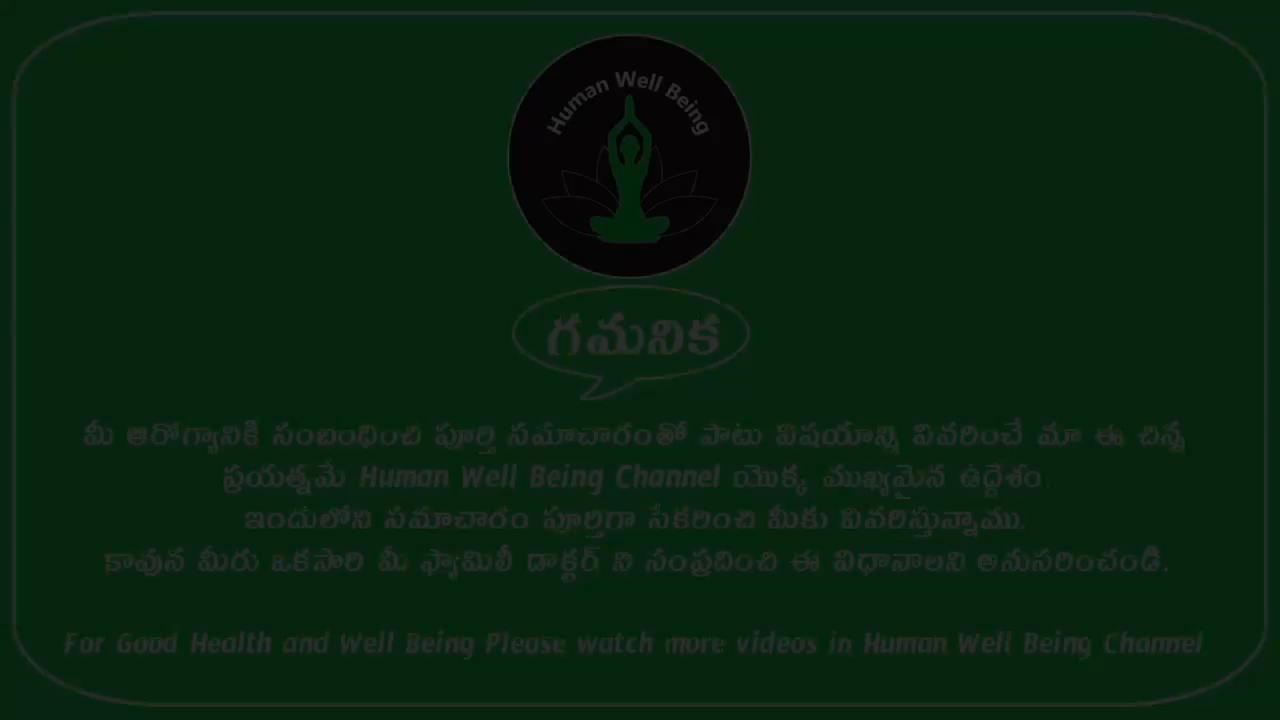 Human Well Being
గమనిక
మీ ఆరోగ్యానికి సంబంధించి పూర్తి సమాచారంతో పాటు విషయాన్ని వివరించే మా ఈ చిన్న
ప్రయత్నమే Human Well Being Channel యొక్క ముఖ్యమైన ఉద్దేశం.
ఇందులోని సమాచారం పూర్తిగా సేకరించి మీకు వివరిస్తున్నాము.
కావున మీరు ఒకసారి మీ ఫ్యామిలీ డాక్టర్ ని సంప్రదించి ఈ విధానాలని అనుసరించండి.
For Good Health and Well Being Please watch more videos in Human Well Being Channel